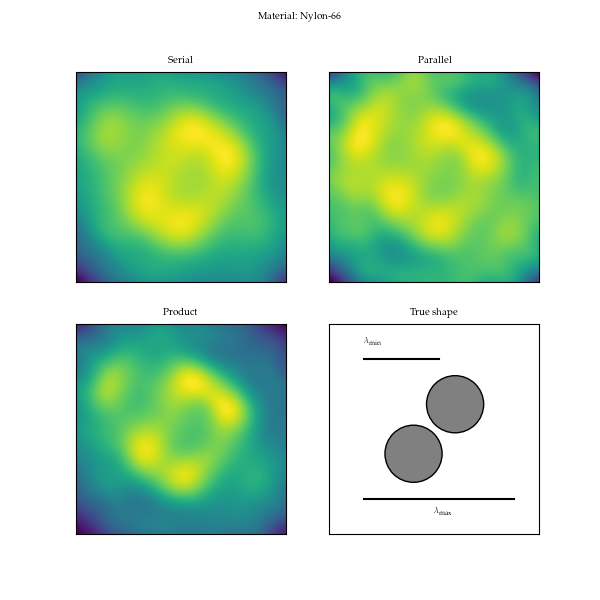 Material: Nylon-66
Serial
Parallel
Product
True shape
λmin
λmax